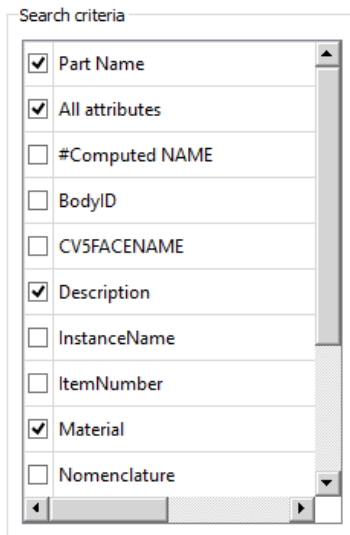 Search criteria
Part Name
All attributes
#Computed NAME
BodyID
CV5FACENAME
Description
InstanceName
ItemNumber
Material
Nomenclature